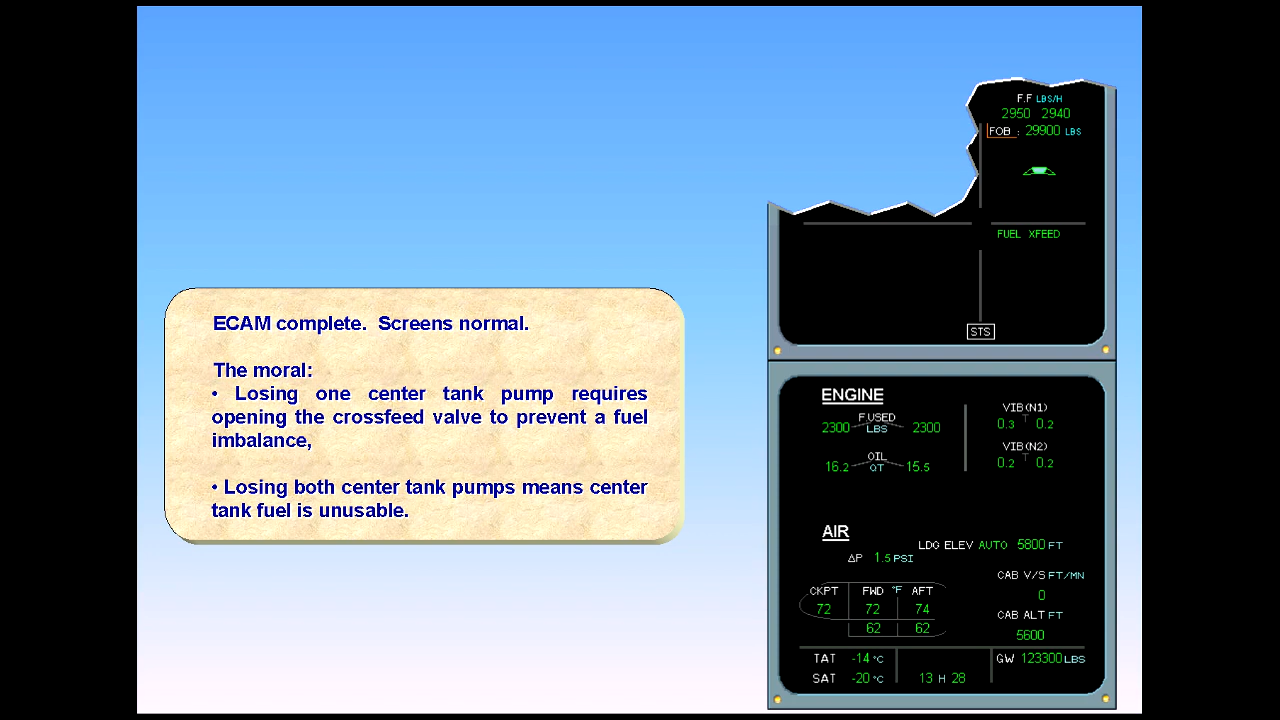 ECAM complete. Screens normal.
The moral:
• Losing one center tank pump requires
opening the crossfeed valve to prevent a fuel
imbalance,
• Losing both center tank pumps means center
tank fuel is unusable.
F.F LBS/H
2950 2940
FOB : 29900 LBS
FUEL XFEED
STS
ENGINE
F.USED
2300 LBS 2300
OIL
16.2 QT 15.5
VIB (N1)
0.3 0.2
VIB (N2)
0.2 0.2
AIR
LDG ELEV AUTO 5800 FT
ΔP 1.5 PSI
CAB V/S FT/MN
0
CKPT FWD °F AFT
72 72 74
62 62
CAB ALT FT
5600
TAT -14 °C
GW 123300 LBS
SAT -20 °C
13 H 28